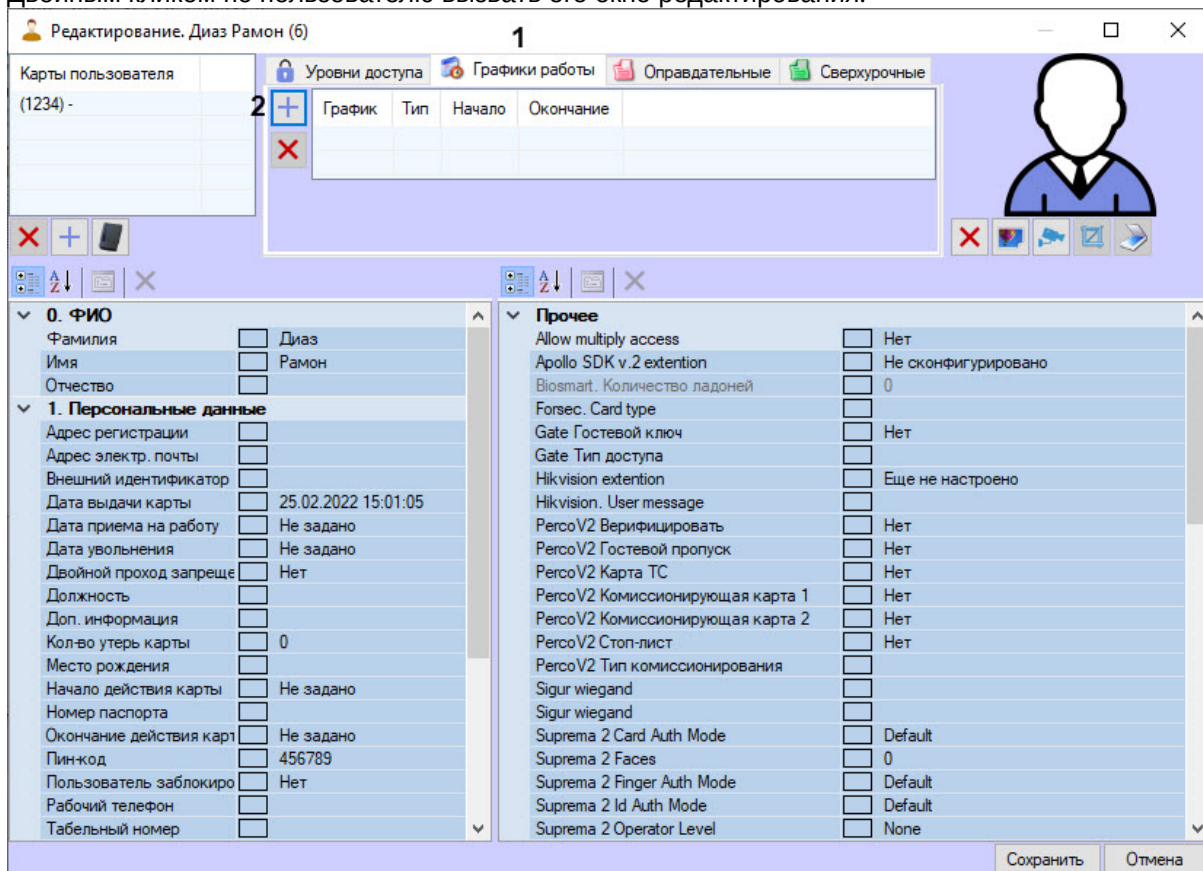 Двойным кликом по пользователю вызвать его окно редактирования.
Редактирование. Диаз Рамон (6)
1
Карты пользователя
(1234) -
Уровни доступа Графики работы Оправдательные Сверхурочные
2
График Тип Начало Окончание
0. ФИО
Фамилия Диаз
Имя Рамон
Отчество
1. Персональные данные
Адрес регистрации
Адрес электр. почты
Внешний идентификатор
Дата выдачи карты 25.02.2022 15:01:05
Дата приема на работу Не задано
Дата увольнения Не задано
Двойной проход запреще Нет
Должность
Доп. информация
Кол-во утерь карты 0
Место рождения
Начало действия карты Не задано
Номер паспорта
Окончание действия карт Не задано
Пин-код 456789
Пользователь заблокиро Нет
Рабочий телефон
Табельный номер
Прочее
Allow multiply access Нет
Apollo SDK v.2 extention Не сконфигурировано
Biosmart. Количество ладоней 0
Forsec. Card type
Gate Гостевой ключ Нет
Gate Тип доступа
Hikvision extention Еще не настроено
Hikvision. User message
PercoV2 Верифицировать Нет
PercoV2 Гостевой пропуск Нет
PercoV2 Карта ТС Нет
PercoV2 Комиссионирующая карта 1 Нет
PercoV2 Комиссионирующая карта 2 Нет
PercoV2 Стоп-лист Нет
PercoV2 Тип комиссионирования
Sigur wiegand
Sigur wiegand
Suprema 2 Card Auth Mode Default
Suprema 2 Faces 0
Suprema 2 Finger Auth Mode Default
Suprema 2 Id Auth Mode Default
Suprema 2 Operator Level None
Сохранить Отмена